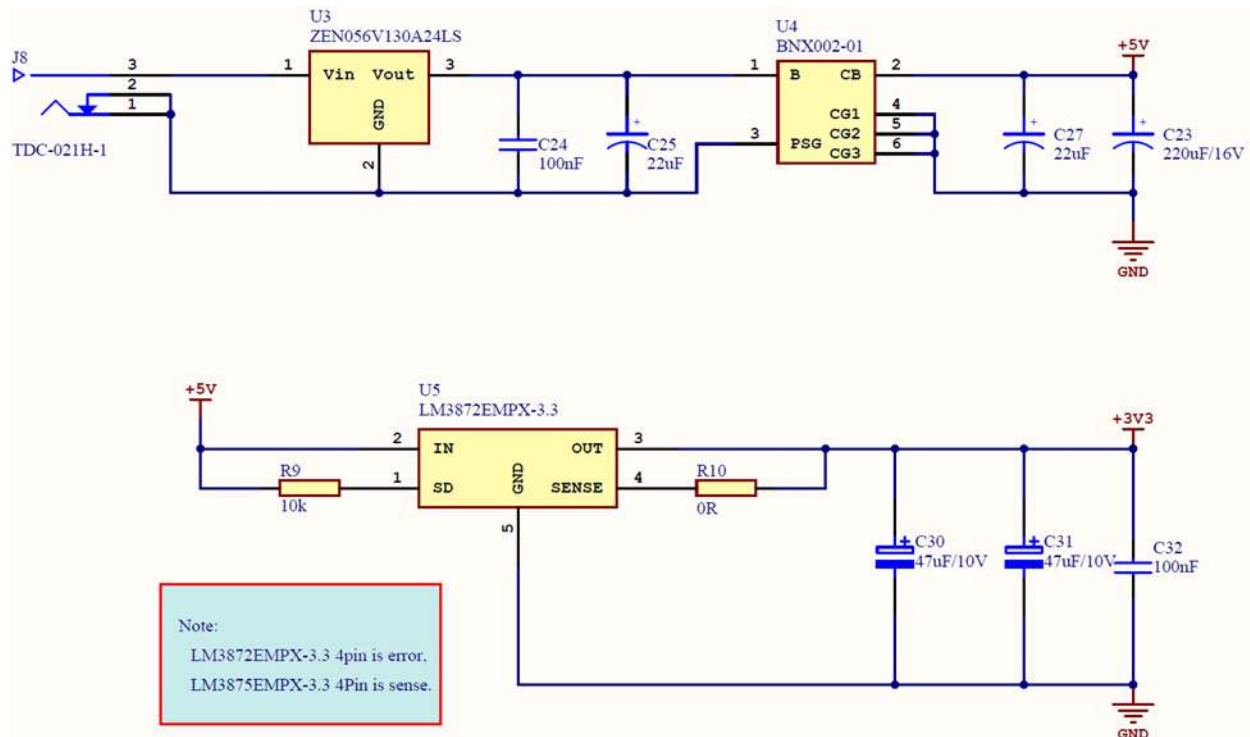 U3
ZEN056V130A24LS
U4
BNX002-01
+5V
J8
3
1
Vin
Vout
3
1
B
CB
2
2
1
GND
2
C24
100nF
+
C25
22uF
3
PSG
CG1
4
CG2
5
CG3
6
+
C27
22uF
+
C23
220uF/16V
TDC-021H-1
GND
+5V
U5
LM3872EMPX-3.3
+3V3
2
IN
OUT
3
R9
10k
1
SD
GND
SENSE
4
R10
0R
5
+
C30
47uF/10V
+
C31
47uF/10V
C32
100nF
Note:
LM3872EMPX-3.3 4pin is error,
LM3875EMPX-3.3 4Pin is sense.
GND